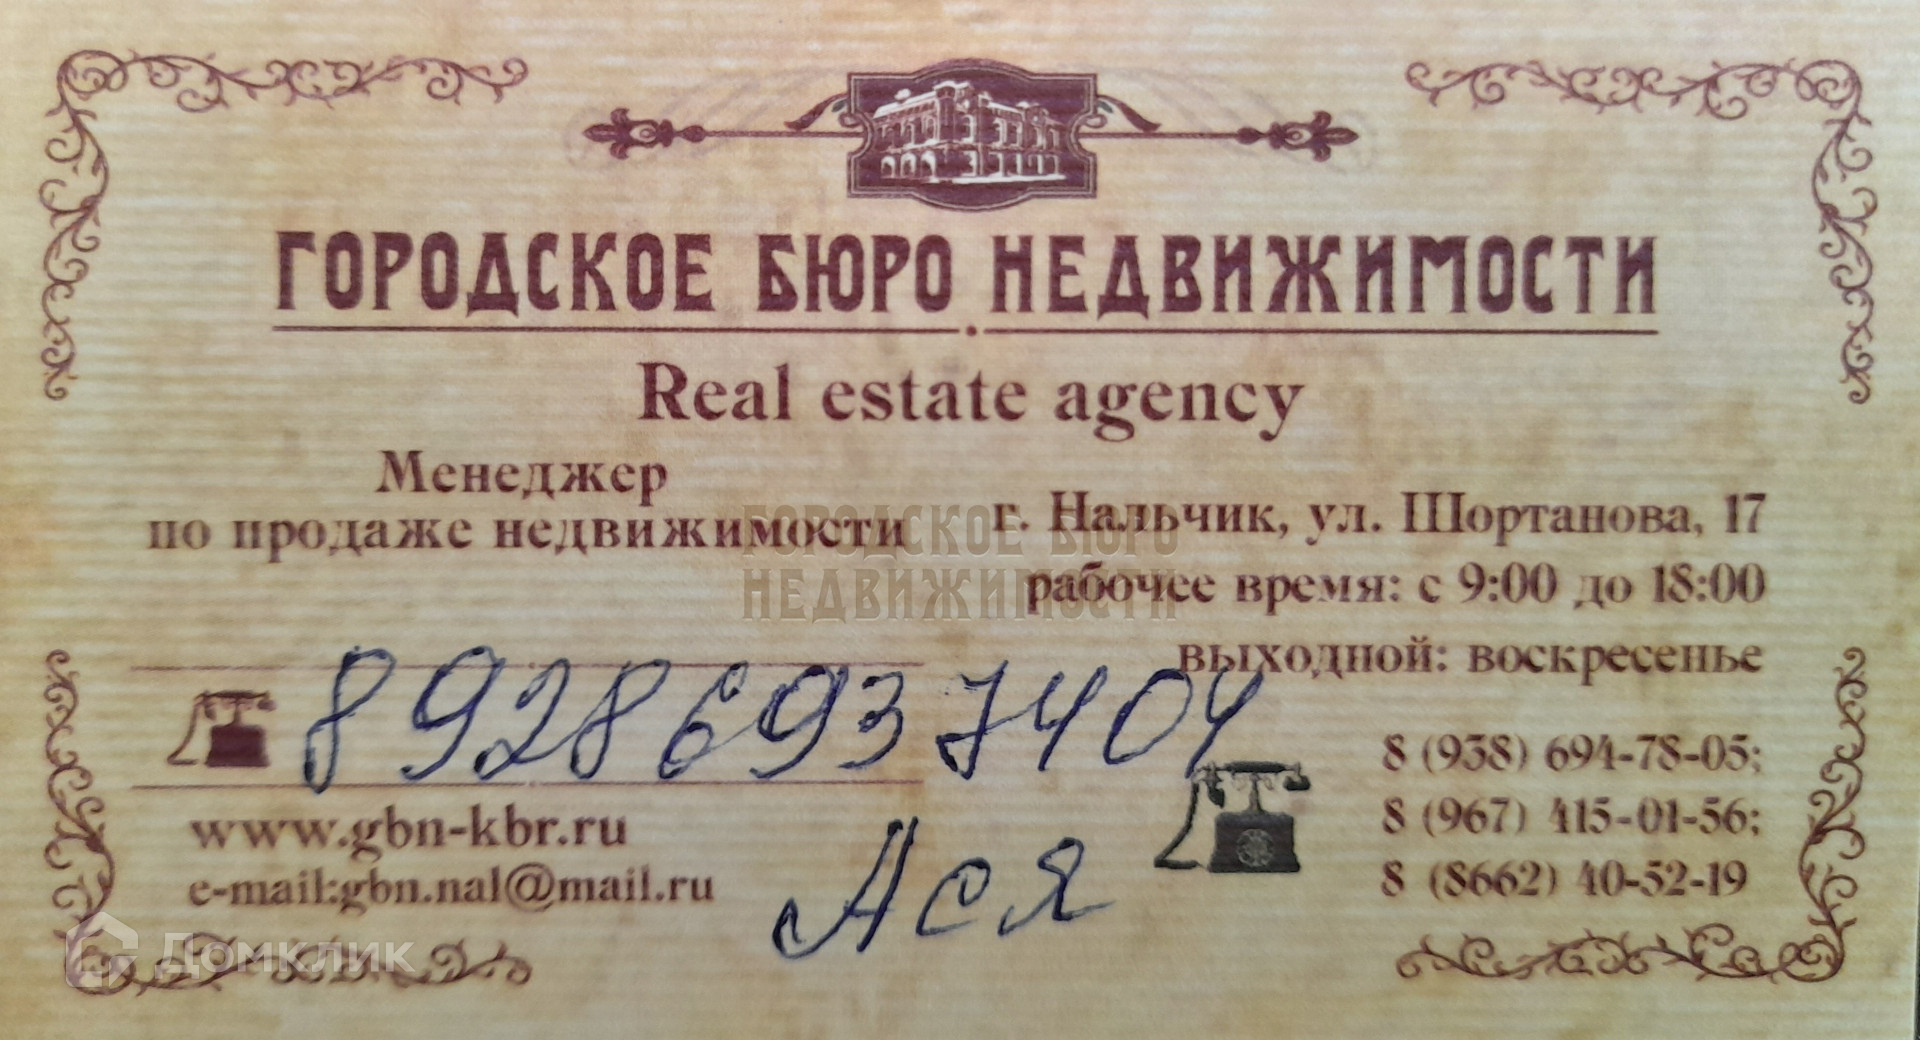 ГОРОДСКОЕ БЮРО НЕДВИЖИМОСТИ
Real estate agency
Менеджер
по продаже недвижимости
г. Нальчик, ул. Шортанова, 17
рабочее время: с 9:00 до 18:00
выходной: воскресенье
ГОРОДСКОЕ БЮРО
НЕДВИЖИМОСТИ
89286937404
Ася
www.gbn-kbr.ru
e-mail:gbn.nal@mail.ru
8 (938) 694-78-05;
8 (967) 415-01-56;
8 (8662) 40-52-19
Домклик